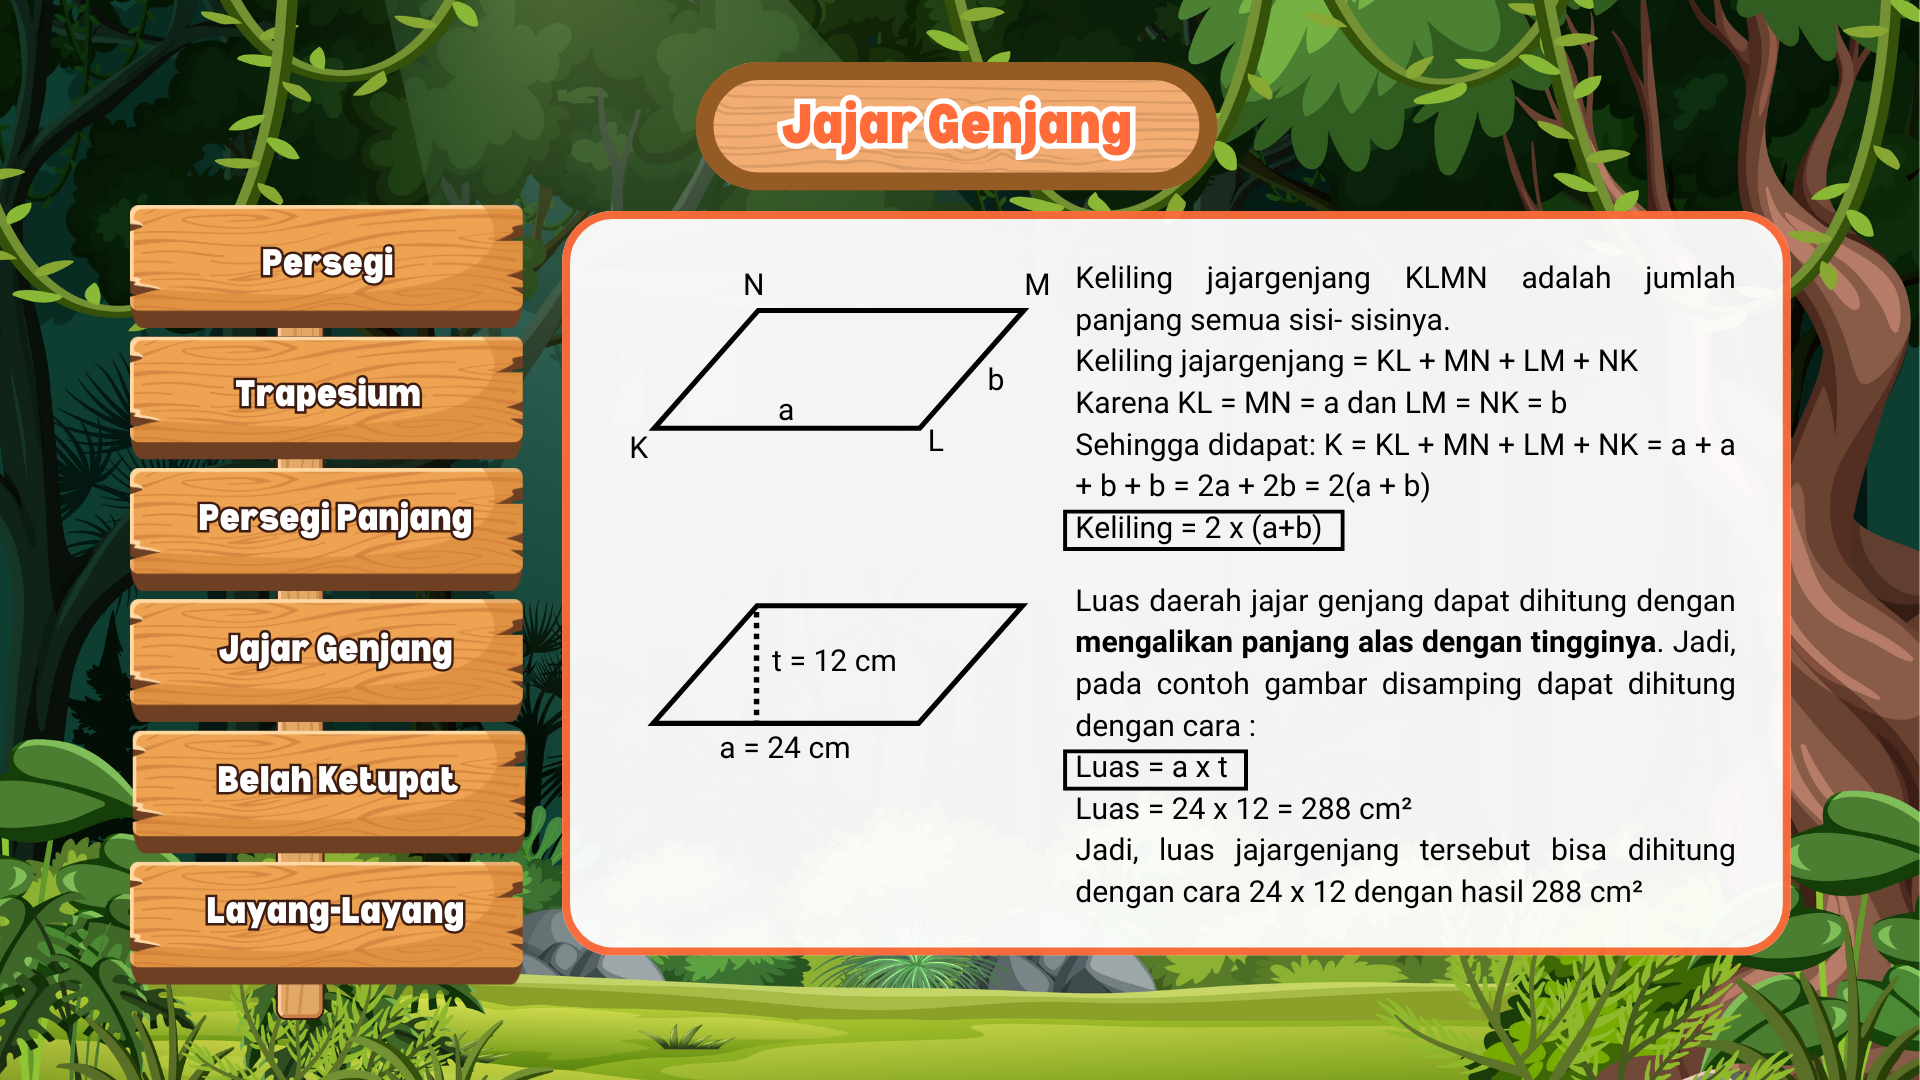 Jajar Genjang
Persegi
Trapesium
Persegi Panjang
Jajar Genjang
Belah Ketupat
Layang-Layang
N
M
a
b
K
L
Keliling jajargenjang KLMN adalah jumlah
panjang semua sisi- sisinya.
Keliling jajargenjang = KL + MN + LM + NK
Karena KL = MN = a dan LM = NK = b
Sehingga didapat: K = KL + MN + LM + NK = a + a
+ b + b = 2a + 2b = 2(a + b)
Keliling = 2 x (a+b)
t = 12 cm
a = 24 cm
Luas daerah jajar genjang dapat dihitung dengan
mengalikan panjang alas dengan tingginya. Jadi,
pada contoh gambar disamping dapat dihitung
dengan cara :
Luas = a x t
Luas = 24 x 12 = 288 cm²
Jadi, luas jajargenjang tersebut bisa dihitung
dengan cara 24 x 12 dengan hasil 288 cm²